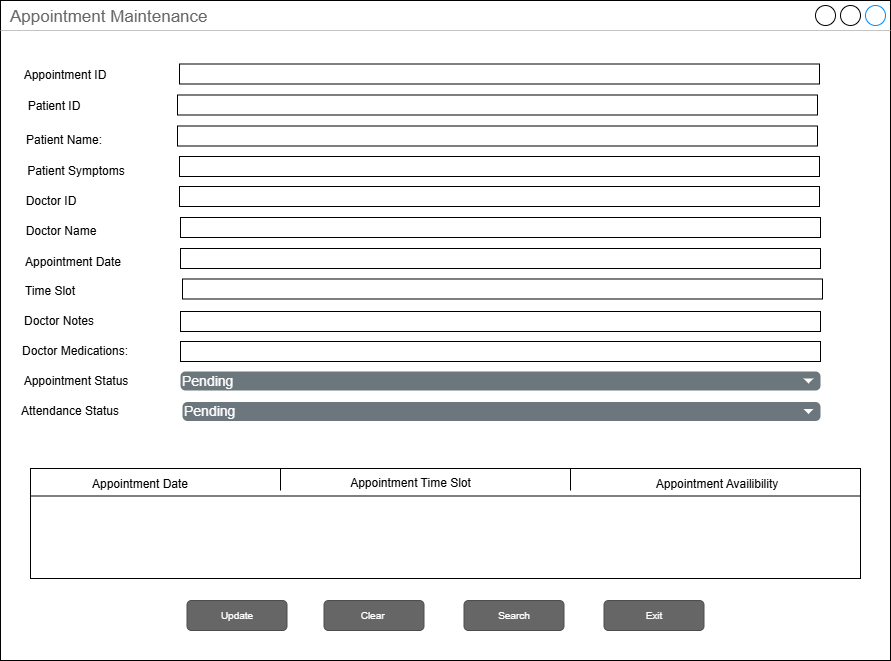 Appointment Maintenance
Appointment ID
Patient ID
Patient Name:
Patient Symptoms
Doctor ID
Doctor Name
Appointment Date
Time Slot
Doctor Notes
Doctor Medications:
Appointment Status Pending
Attendance Status Pending
Appointment Date Appointment Time Slot Appointment Availibility
Update Clear Search Exit